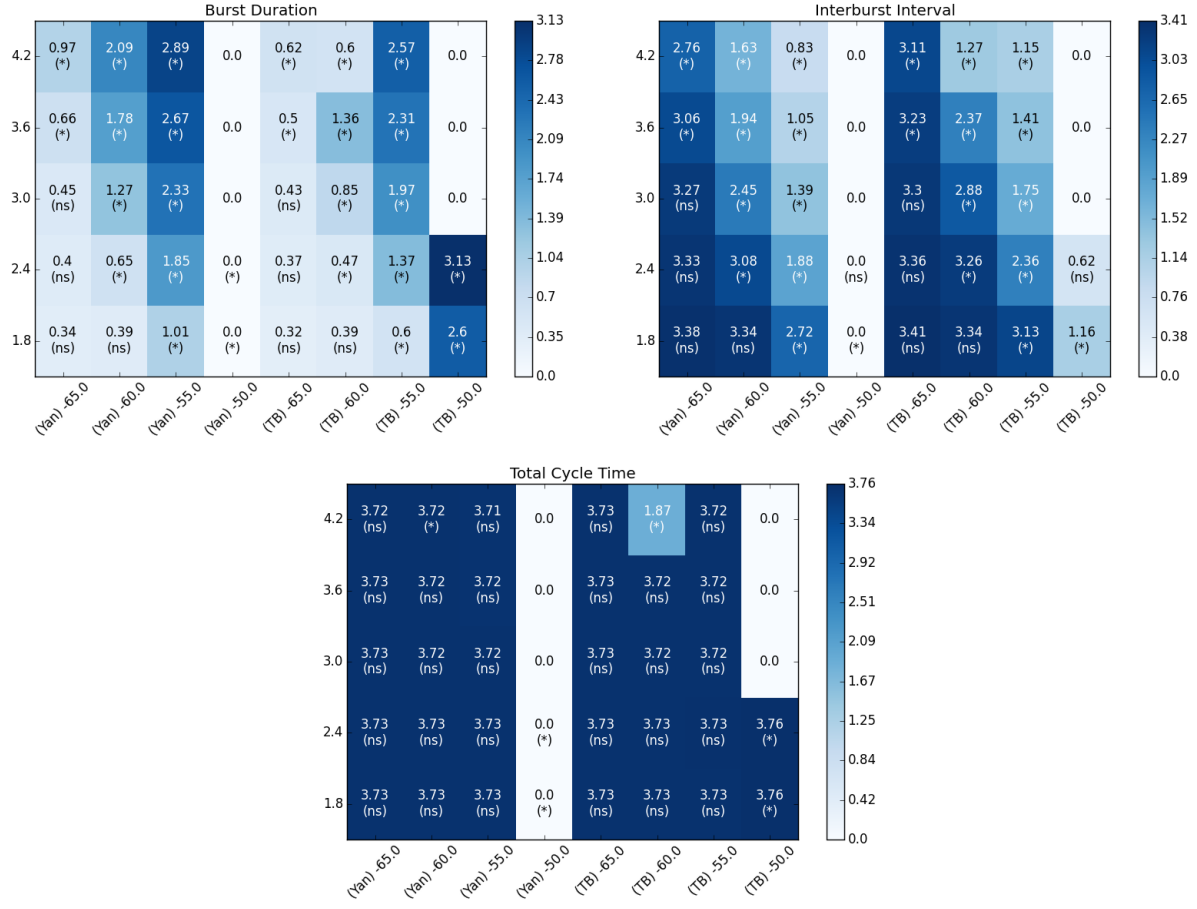 Burst Duration
4.2 0.97 2.09 2.89 0.0 0.62 0.6 2.57 0.0
(*) (*) (*) (*) (*) (*)
3.6 0.66 1.78 2.67 0.0 0.5 1.36 2.31 0.0
(*) (*) (*) (*) (*) (*)
3.0 0.45 1.27 2.33 0.0 0.43 0.85 1.97 0.0
(ns) (*) (*) (ns) (*) (*)
2.4 0.4 0.65 1.85 0.0 0.37 0.47 1.37 3.13
(ns) (*) (*) (*) (ns) (*) (*) (*)
1.8 0.34 0.39 1.01 0.0 0.32 0.39 0.6 2.6
(ns) (ns) (*) (*) (ns) (ns) (*) (*)
(Yan) -65.0 (Yan) -60.0 (Yan) -55.0 (Yan) -50.0 (TB) -65.0 (TB) -60.0 (TB) -55.0 (TB) -50.0
3.13
2.78
2.43
2.09
1.74
1.39
1.04
0.7
0.35
0.0
Interburst Interval
4.2 2.76 1.63 0.83 0.0 3.11 1.27 1.15 0.0
(*) (*) (*) (*) (*) (*)
3.6 3.06 1.94 1.05 0.0 3.23 2.37 1.41 0.0
(*) (*) (*) (*) (*) (*)
3.0 3.27 2.45 1.39 0.0 3.3 2.88 1.75 0.0
(ns) (*) (*) (ns) (*) (*)
2.4 3.33 3.08 1.88 0.0 3.36 3.26 2.36 0.62
(ns) (*) (*) (ns) (ns) (*) (*) (ns)
1.8 3.38 3.34 2.72 0.0 3.41 3.34 3.13 1.16
(ns) (ns) (*) (*) (ns) (ns) (*) (*)
(Yan) -65.0 (Yan) -60.0 (Yan) -55.0 (Yan) -50.0 (TB) -65.0 (TB) -60.0 (TB) -55.0 (TB) -50.0
3.41
3.03
2.65
2.27
1.89
1.52
1.14
0.76
0.38
0.0
Total Cycle Time
4.2 3.72 3.72 3.71 0.0 3.73 1.87 3.72 0.0
(ns) (*) (ns) (ns) (*) (ns)
3.6 3.73 3.72 3.72 0.0 3.73 3.72 3.72 0.0
(ns) (ns) (ns) (ns) (ns) (ns)
3.0 3.73 3.72 3.72 0.0 3.73 3.72 3.72 0.0
(ns) (ns) (ns) (ns) (ns) (ns)
2.4 3.73 3.73 3.73 0.0 3.73 3.73 3.73 3.76
(ns) (ns) (ns) (*) (ns) (ns) (ns) (*)
1.8 3.73 3.73 3.73 0.0 3.73 3.73 3.73 3.76
(ns) (ns) (ns) (*) (ns) (ns) (ns) (*)
(Yan) -65.0 (Yan) -60.0 (Yan) -55.0 (Yan) -50.0 (TB) -65.0 (TB) -60.0 (TB) -55.0 (TB) -50.0
3.76
3.34
2.92
2.51
2.09
1.67
1.25
0.84
0.42
0.0